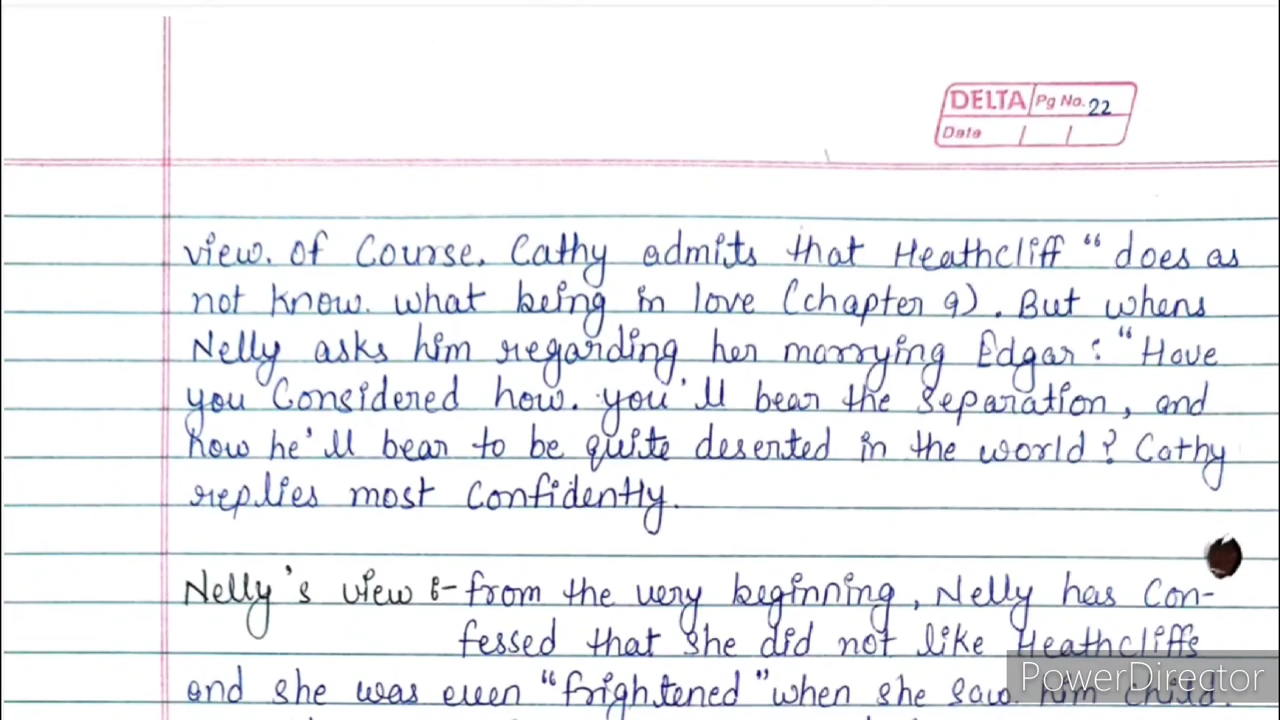 DELTA Pg No. 22
Date / /
view. of Course. Cathy admits that Heathcliff "does as
not know. what being in love (chapter 9). But whens
Nelly asks him regarding her marrying Edgar : "Have
you Considered how. you'll bear the separation, and
how he'll bear to be quite deserted in the world? Cathy
replies most Confidently.
Nelly's view :- from the very beginning, Nelly has Con-
fessed that she did not like Heathcliffs
and she was even "frightened" when she saw him child.
PowerDirector